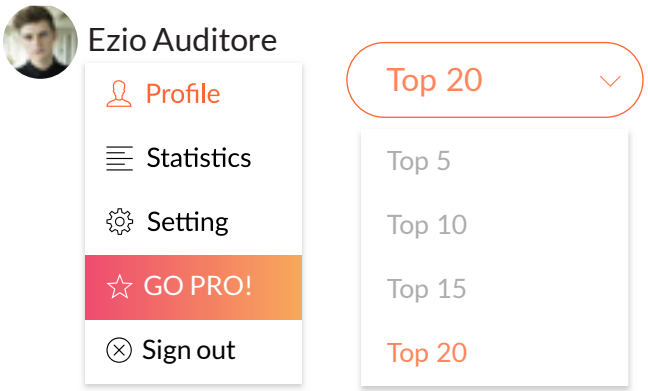 Ezio Auditore
Profile
Statistics
Setting
GO PRO!
Sign out
Top 20
Top 5
Top 10
Top 15
Top 20